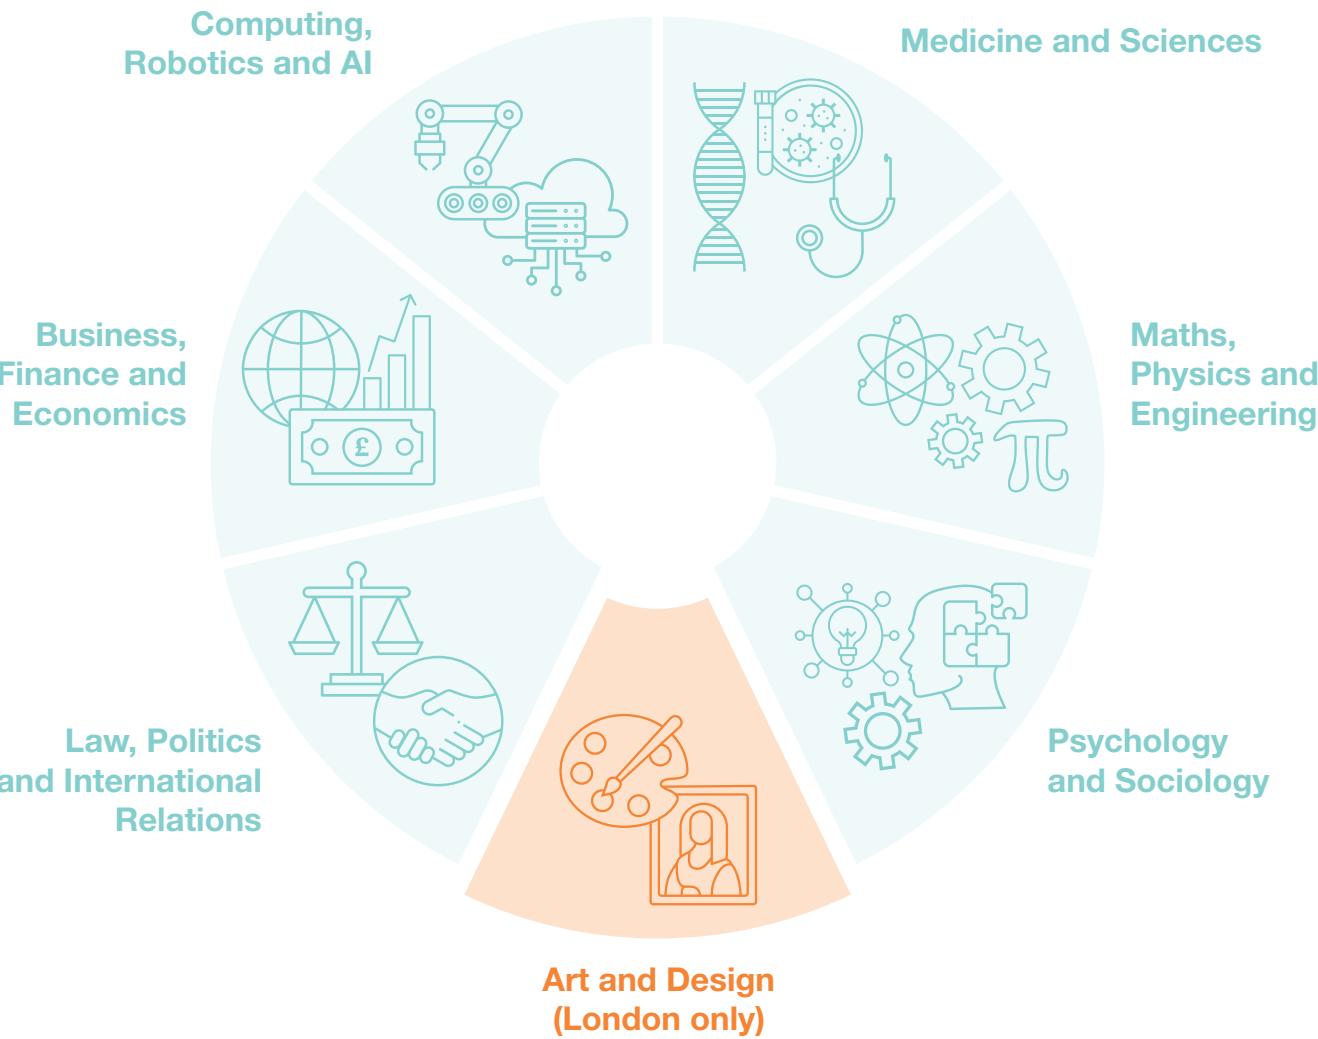 Computing,
Robotics and AI
Medicine and Sciences
Business,
Finance and
Economics
£
Maths,
Physics and
Engineering
π
Law, Politics
and International
Relations
Psychology
and Sociology
Art and Design
(London only)